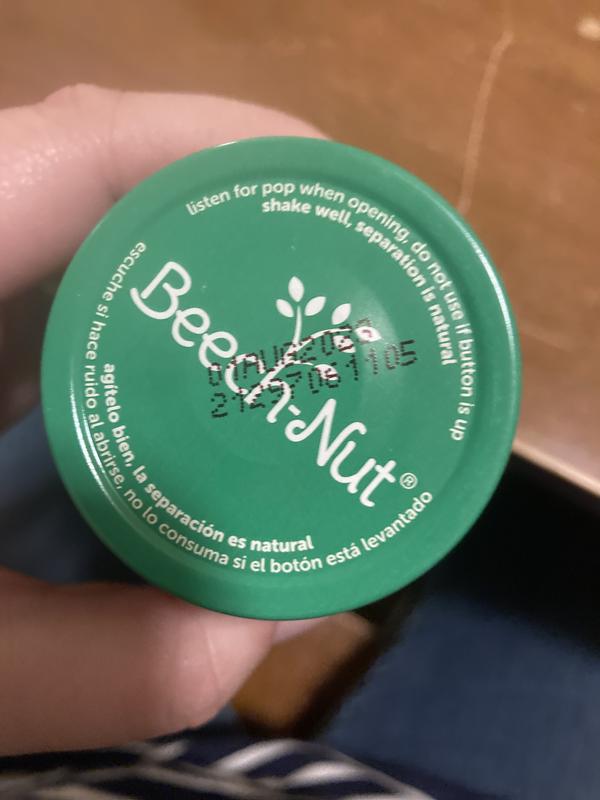 listen for pop when opening, do not use if button is up
shake well, separation is natural
Beech-Nut®
agítelo bien, la separación es natural
escuche si hace ruido al abrirse, no lo consuma si el botón está levantado